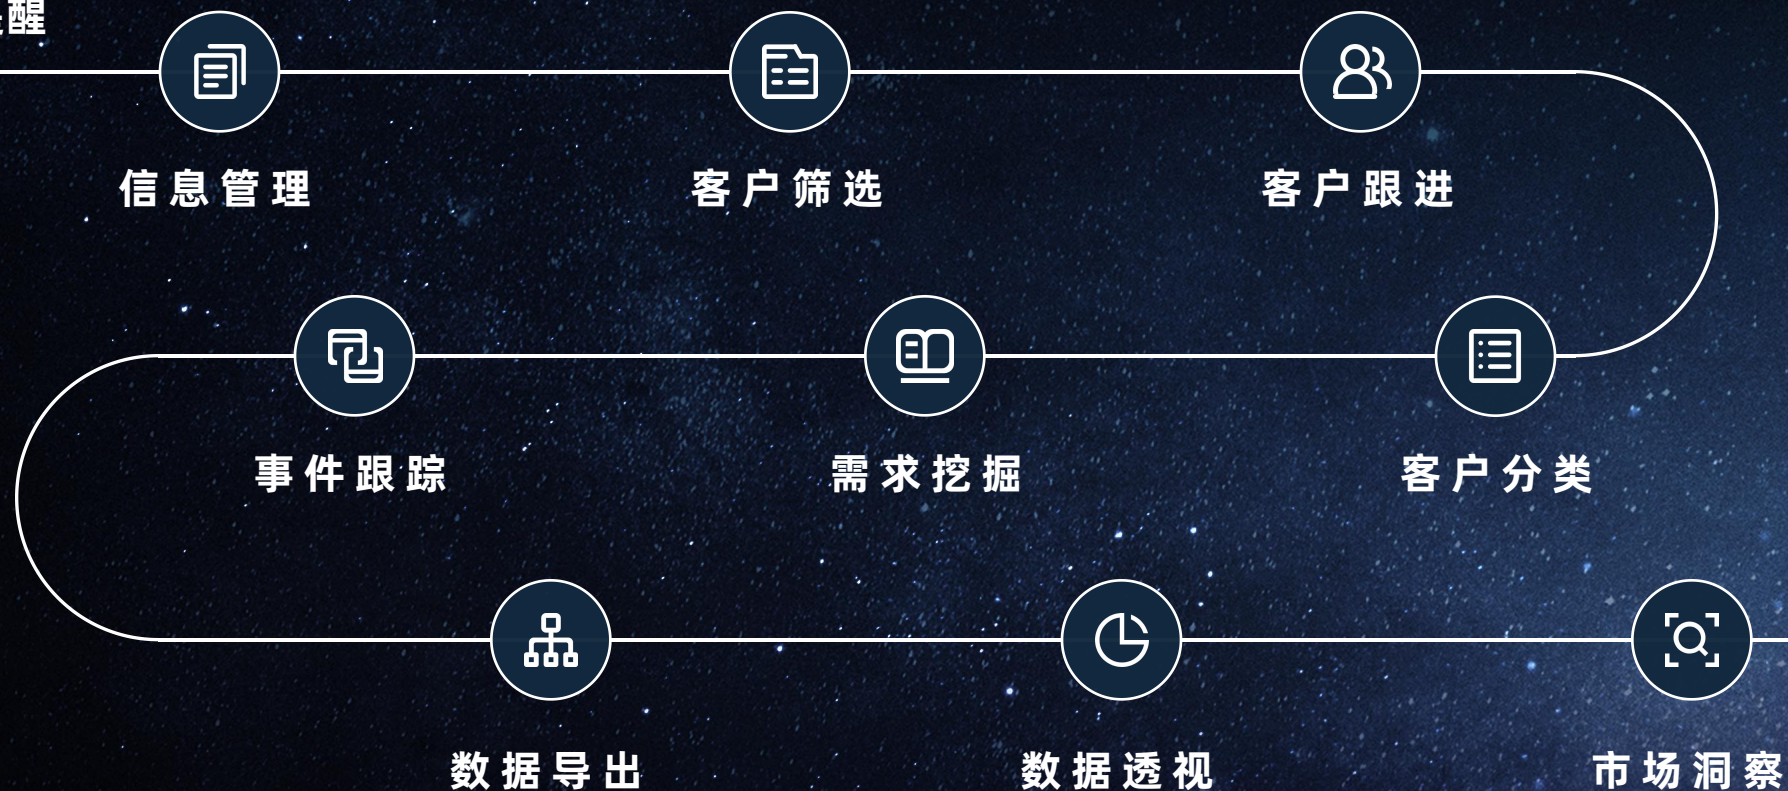 醒
信息管理
客户筛选
客户跟进
事件跟踪
需求挖掘
客户分类
数据导出
数据透视
市场洞察